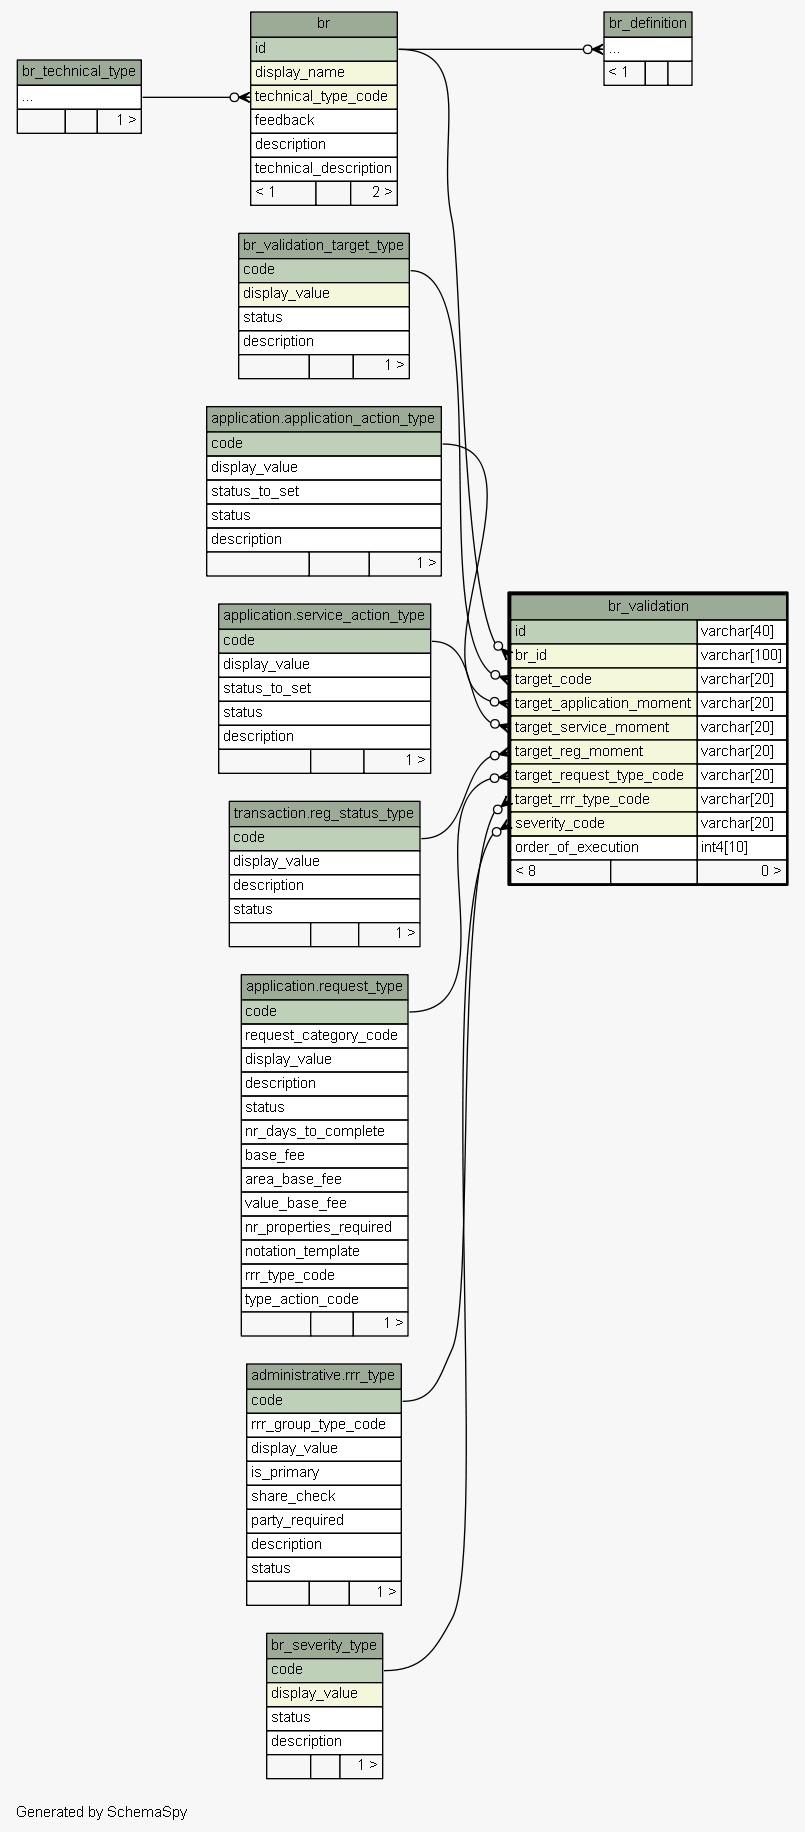 br
id
display_name
technical_type_code
feedback
description
technical_description
< 1 2 >
br_definition
...
< 1
br_technical_type
...
1 >
br_validation_target_type
code
display_value
status
description
1 >
application.application_action_type
code
display_value
status_to_set
status
description
1 >
application.service_action_type
code
display_value
status_to_set
status
description
1 >
br_validation
id varchar[40]
br_id varchar[100]
target_code varchar[20]
target_application_moment varchar[20]
target_service_moment varchar[20]
target_reg_moment varchar[20]
target_request_type_code varchar[20]
target_rrr_type_code varchar[20]
severity_code varchar[20]
order_of_execution int4[10]
< 8 0 >
transaction.reg_status_type
code
display_value
description
status
1 >
application.request_type
code
request_category_code
display_value
description
status
nr_days_to_complete
base_fee
area_base_fee
value_base_fee
nr_properties_required
notation_template
rrr_type_code
type_action_code
1 >
administrative.rrr_type
code
rrr_group_type_code
display_value
is_primary
share_check
party_required
description
status
1 >
br_severity_type
code
display_value
status
description
1 >
Generated by SchemaSpy